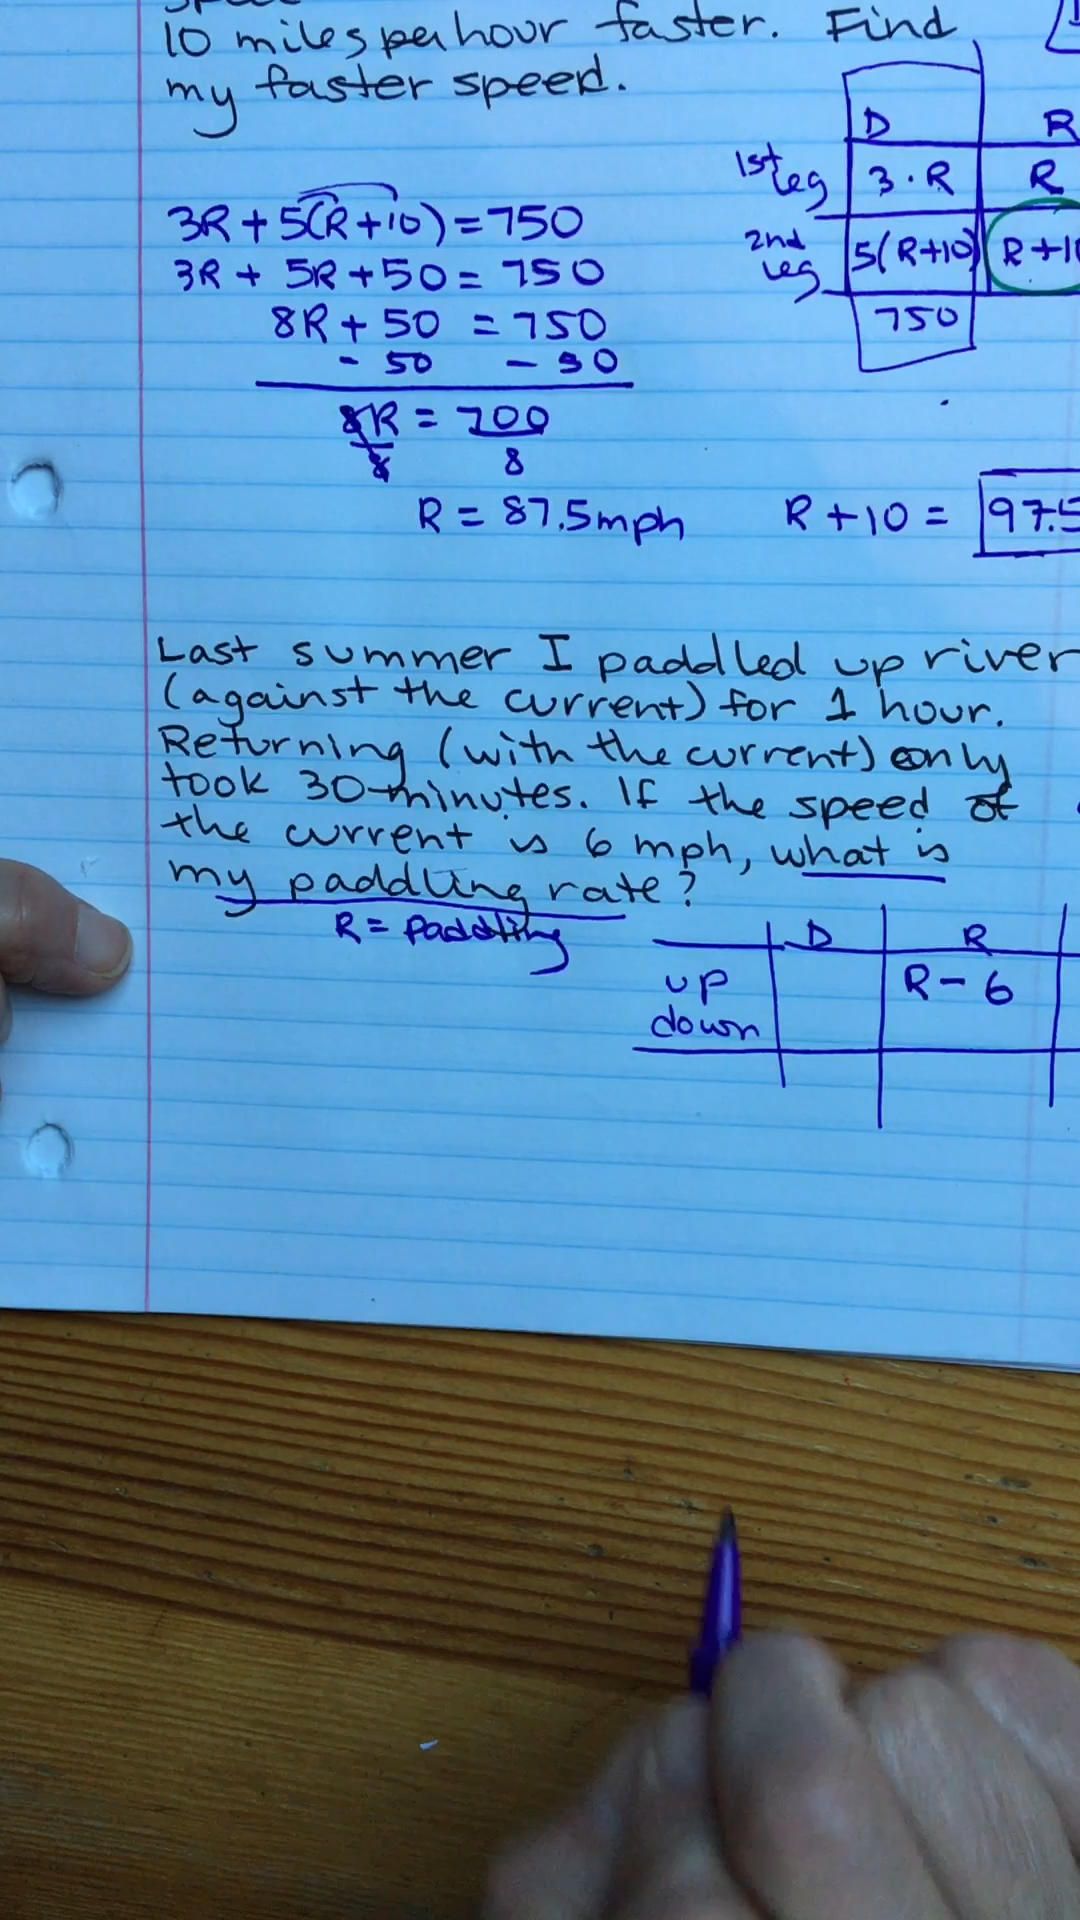 10 miles per hour faster. Find
my faster speed.
D R
1st leg 3·R R
2nd leg 5(R+10) R+10
750
3R+5(R+10)=750
3R+ 5R+50= 750
8R+ 50 =750
- 50 - 50
8R = 700
8 8
R = 87.5mph R+10= 97.5
Last summer I paddled up river
(against the current) for 1 hour.
Returning (with the current) only
took 30 minutes. If the speed of
the current is 6 mph, what is
my paddling rate?
R= Paddling
D R
up R-6
down